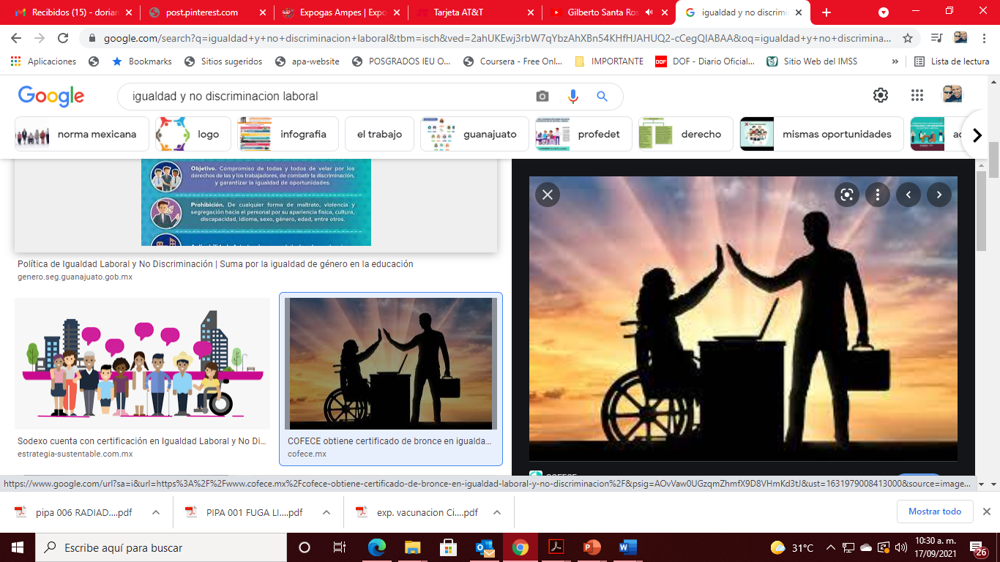 Recibidos (15) - dorian
post.pinterest.com
Expogas Ampes | Expo
Tarjeta AT&T
Gilberto Santa Ros
igualdad y no discrimi
google.com/search?q=igualdad+y+no+discriminacion+laboral&tbm=isch&ved=2ahUKEwj3rbW7qYbzAhXBn54KHfHJAHUQ2-cCegQIABAA&oq=igualdad+y+no+discrimina...
Aplicaciones
Bookmarks
Sitios sugeridos
apa-website
POSGRADOS IEU O...
Coursera - Free Onl...
IMPORTANTE
DOF
DOF - Diario Oficial...
Sitio Web del IMSS
»
Lista de lectura
Google
igualdad y no discriminacion laboral
norma mexicana
logo
infografia
el trabajo
guanajuato
profedet
derecho
mismas oportunidades
Objetivo. Compromiso de todas y todos de velar por los
derechos de las y los trabajadores, de combatir la discriminación,
y garantizar la igualdad de oportunidades.
Prohibición. De cualquier forma de maltrato, violencia y
segregación hacia el personal por su apariencia física, cultura,
discapacidad, idioma, sexo, género, edad, entre otros.
Política de Igualdad Laboral y No Discriminación | Suma por la igualdad de género en la educación
genero.seg.guanajuato.gob.mx
Sodexo cuenta con certificación en Igualdad Laboral y No Di...
estrategia-sustentable.com.mx
COFECE obtiene certificado de bronce en igualda...
cofece.mx
COFECE
https://www.google.com/url?sa=i&url=https%3A%2F%2Fwww.cofece.mx%2Fcofece-obtiene-certificado-de-bronce-en-igualdad-laboral-y-no-discriminacion%2F&psig=AOvVaw0UGzqmZhmfX9D8VHmKd3tJ&ust=1631979008413000&source=image...
pipa 006 RADIAD....pdf
PIPA 001 FUGA LI....pdf
exp. vacunacion Ci....pdf
Mostrar todo
Escribe aquí para buscar
31°C
10:30 a. m.
17/09/2021
26